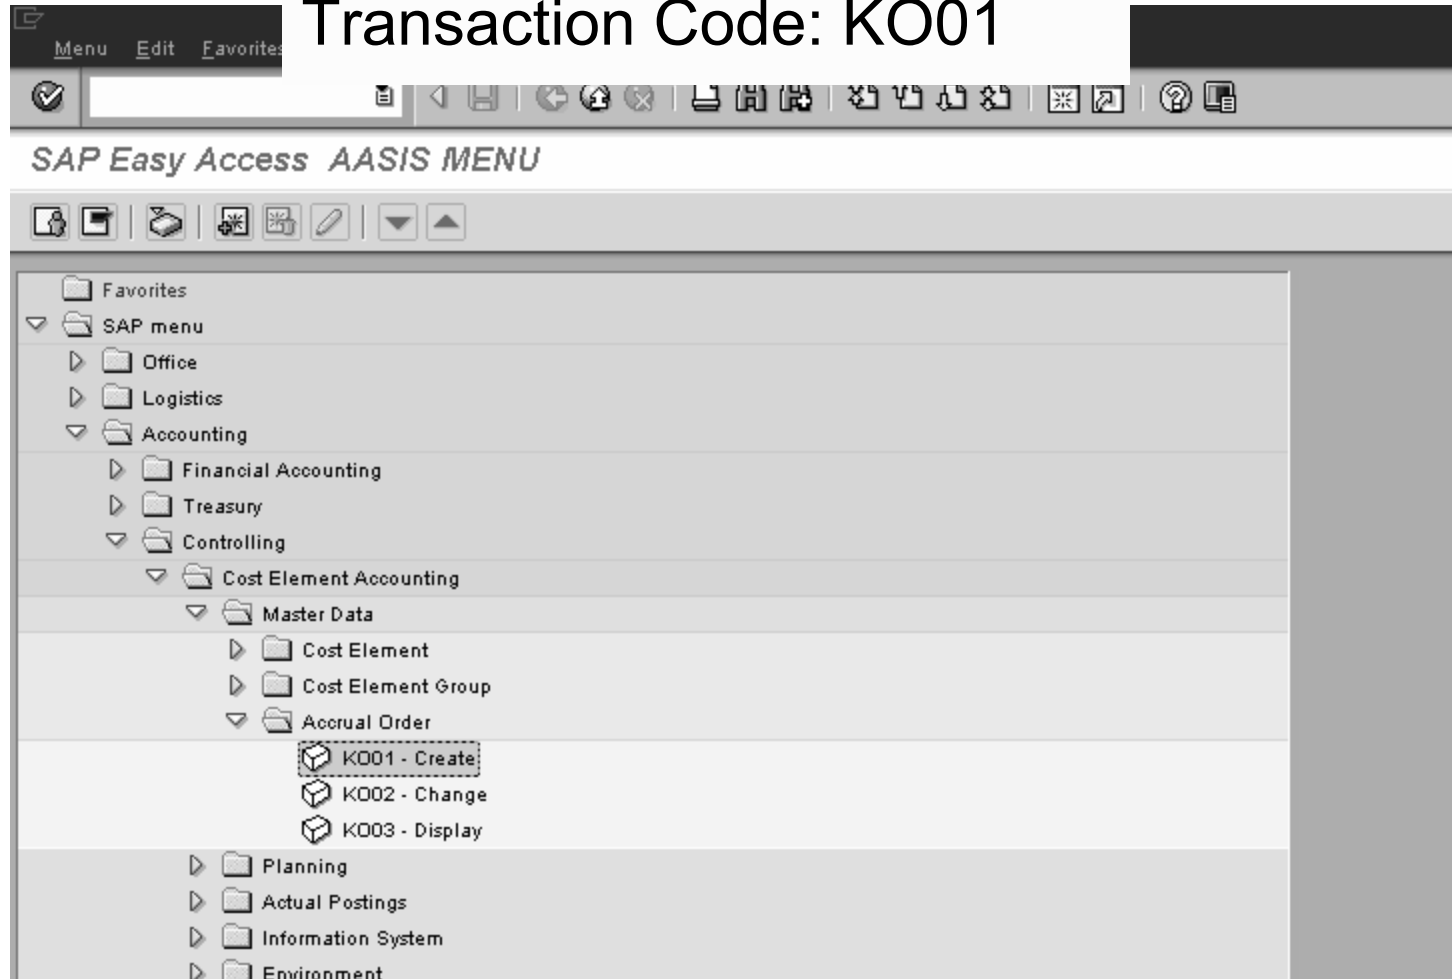 Transaction Code: KO01
Menu Edit Favorites
SAP Easy Access AASIS MENU
Favorites
SAP menu
Office
Logistics
Accounting
Financial Accounting
Treasury
Controlling
Cost Element Accounting
Master Data
Cost Element
Cost Element Group
Accrual Order
KO01 - Create
KO02 - Change
KO03 - Display
Planning
Actual Postings
Information System
Environment